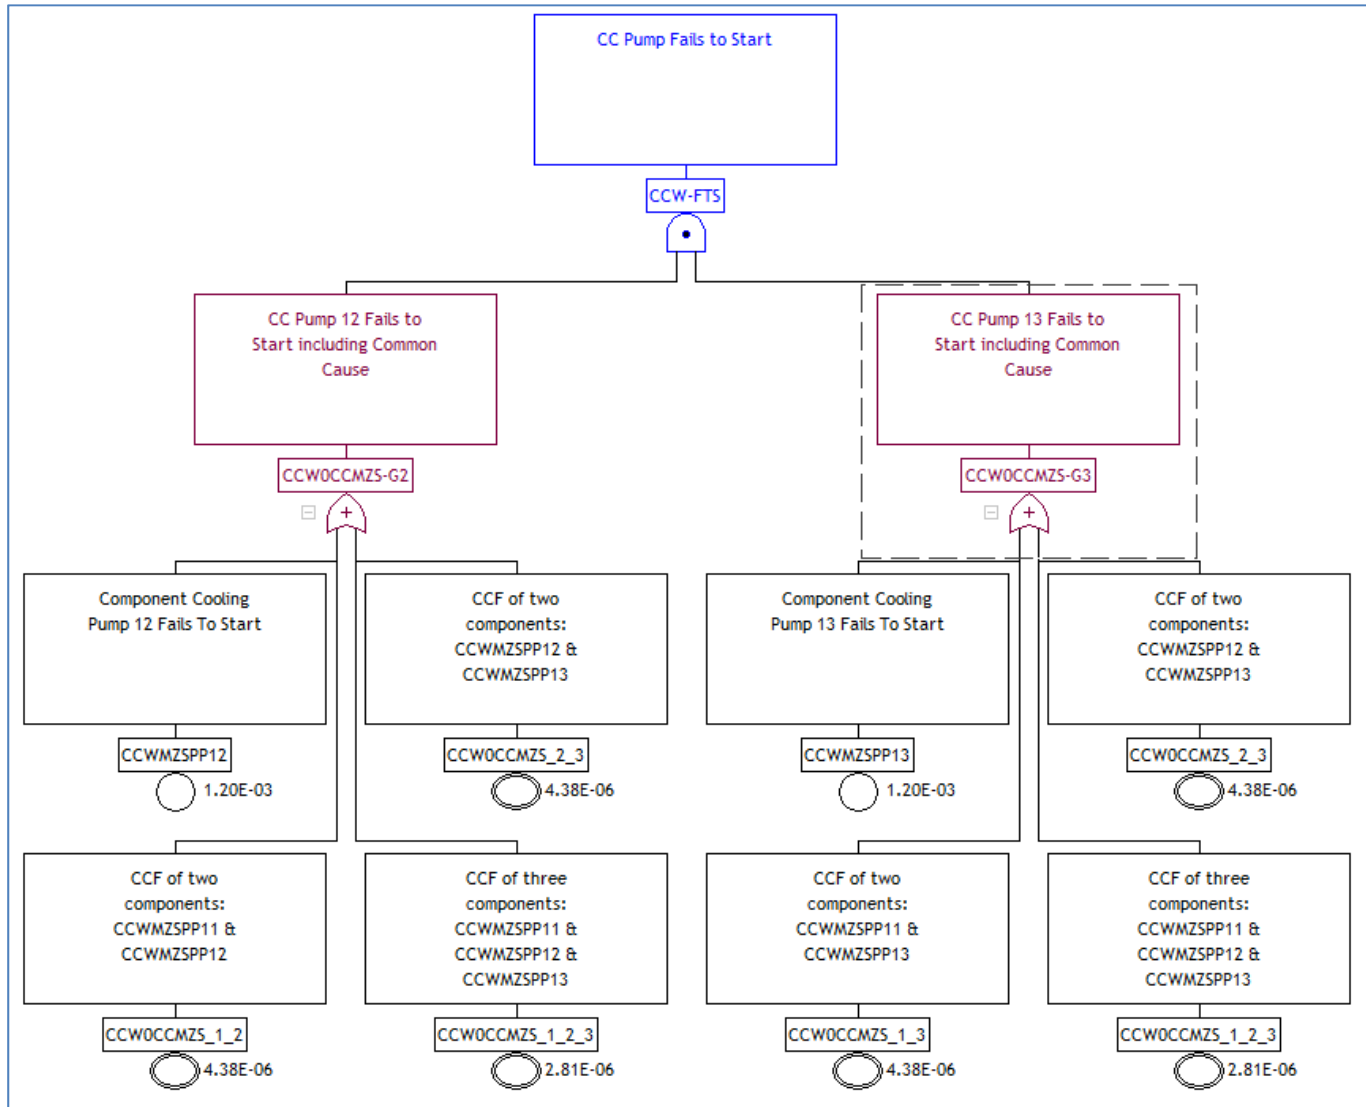 CC Pump Fails to Start
CCW-FTS
CC Pump 12 Fails to
Start including Common
Cause
CCW0CCMZS-G2
CC Pump 13 Fails to
Start including Common
Cause
CCW0CCMZS-G3
Component Cooling
Pump 12 Fails To Start
CCWMZSPP12
1.20E-03
CCF of two
components:
CCWMZSPP12 &
CCWMZSPP13
CCW0CCMZS_2_3
4.38E-06
Component Cooling
Pump 13 Fails To Start
CCWMZSPP13
1.20E-03
CCF of two
components:
CCWMZSPP12 &
CCWMZSPP13
CCW0CCMZS_2_3
4.38E-06
CCF of two
components:
CCWMZSPP11 &
CCWMZSPP12
CCW0CCMZS_1_2
4.38E-06
CCF of three
components:
CCWMZSPP11 &
CCWMZSPP12 &
CCWMZSPP13
CCW0CCMZS_1_2_3
2.81E-06
CCF of two
components:
CCWMZSPP11 &
CCWMZSPP13
CCW0CCMZS_1_3
4.38E-06
CCF of three
components:
CCWMZSPP11 &
CCWMZSPP12 &
CCWMZSPP13
CCW0CCMZS_1_2_3
2.81E-06